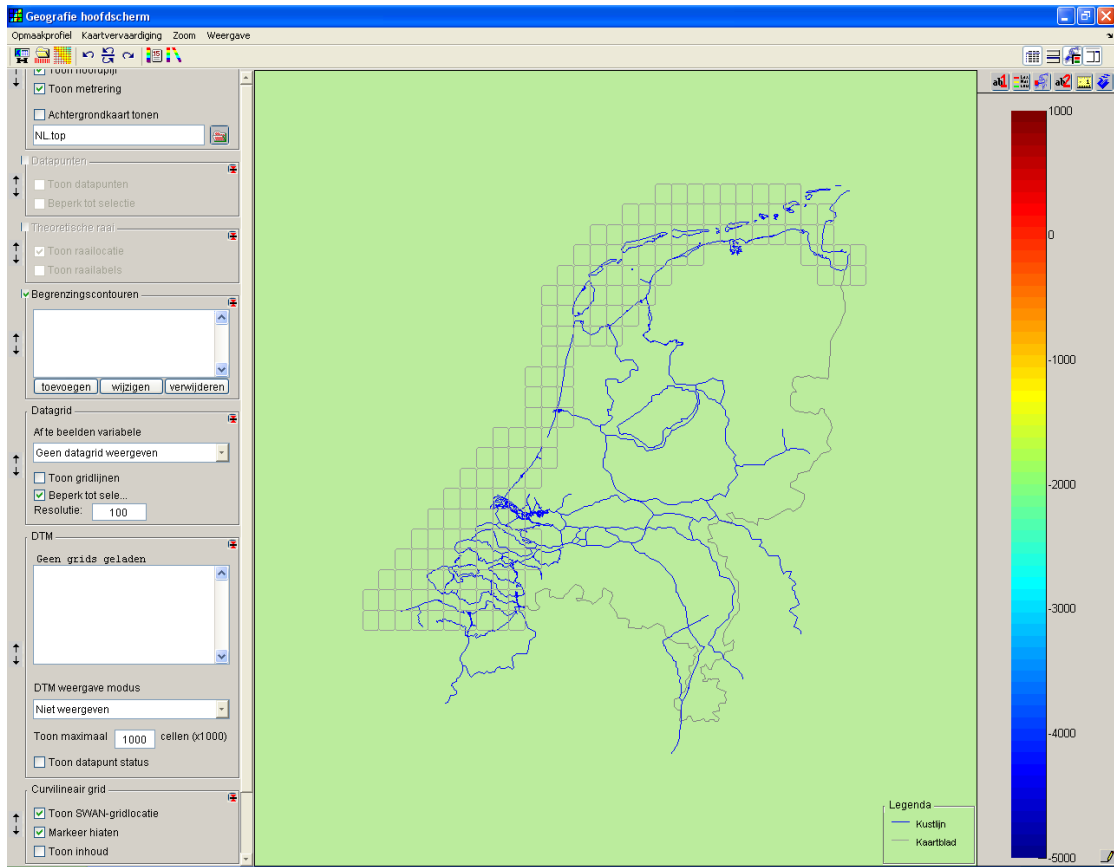 Geografie hoofdscherm
Opmaakprofiel Kaartvervaardiging Zoom Weergave
Toon hoofdpijl
Toon metrering
Achtergrondkaart tonen
NL.top
Datapunten
Toon datapunten
Beperk tot selectie
Theoretische raai
Toon raailocatie
Toon raailabels
Begrenzingscontouren
toevoegen wijzigen verwijderen
Datagrid
Af te beelden variabele
Geen datagrid weergeven
Toon gridlijnen
Beperk tot sele...
Resolutie: 100
DTM
Geen grids geladen
DTM weergave modus
Niet weergeven
Toon maximaal 1000 cellen (x1000)
Toon datapunt status
Curvilineair grid
Toon SWAN-gridlocatie
Markeer hiaten
Toon inhoud
Legenda
Kustlijn
Kaartblad
ab1 ab2
1000
0
-1000
-2000
-3000
-4000
-5000